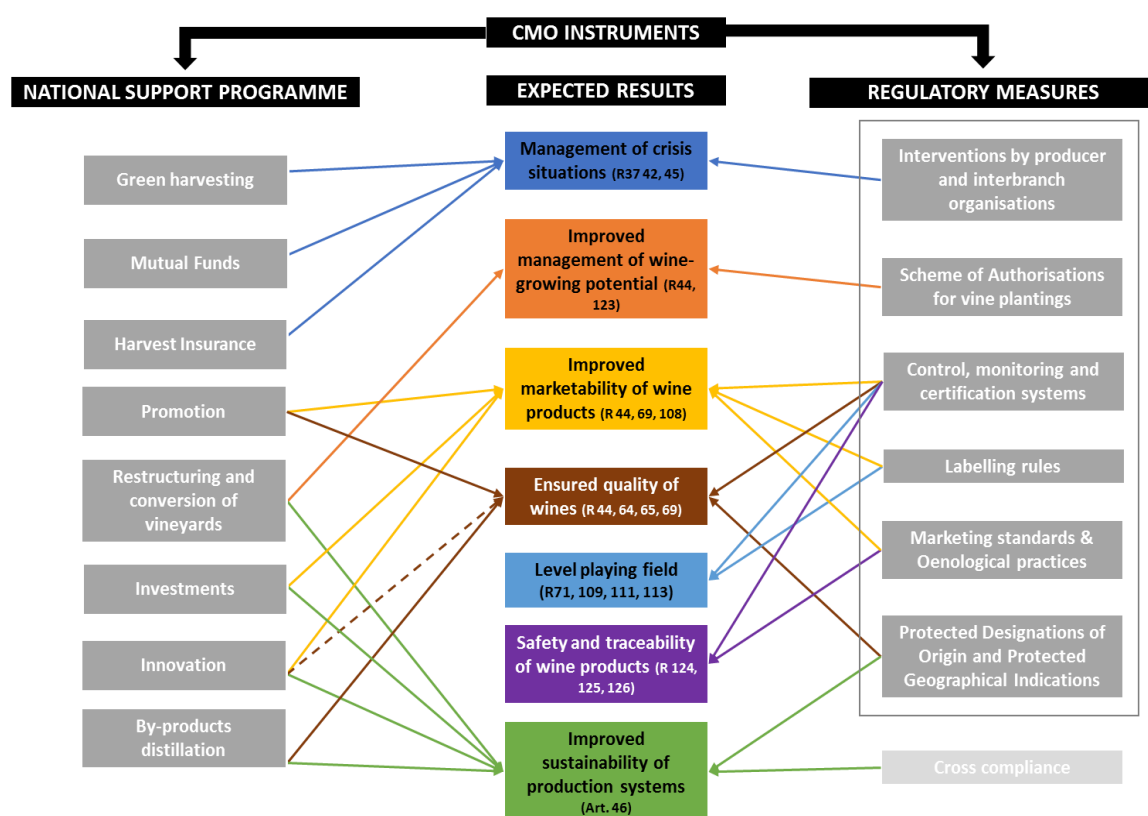 CMO INSTRUMENTS
NATIONAL SUPPORT PROGRAMME
EXPECTED RESULTS
REGULATORY MEASURES
Green harvesting
Mutual Funds
Harvest Insurance
Promotion
Restructuring and
conversion of
vineyards
Investments
Innovation
By-products
distillation
Management of crisis
situations (R37 42, 45)
Improved
management of wine-
growing potential (R44,
123)
Improved
marketability of wine
products (R 44, 69, 108)
Ensured quality of
wines (R 44, 64, 65, 69)
Level playing field
(R71, 109, 111, 113)
Safety and traceability
of wine products (R 124,
125, 126)
Improved
sustainability of
production systems
(Art. 46)
Interventions by producer
and interbranch
organisations
Scheme of Authorisations
for vine plantings
Control, monitoring and
certification systems
Labelling rules
Marketing standards &
Oenological practices
Protected Designations of
Origin and Protected
Geographical Indications
Cross compliance